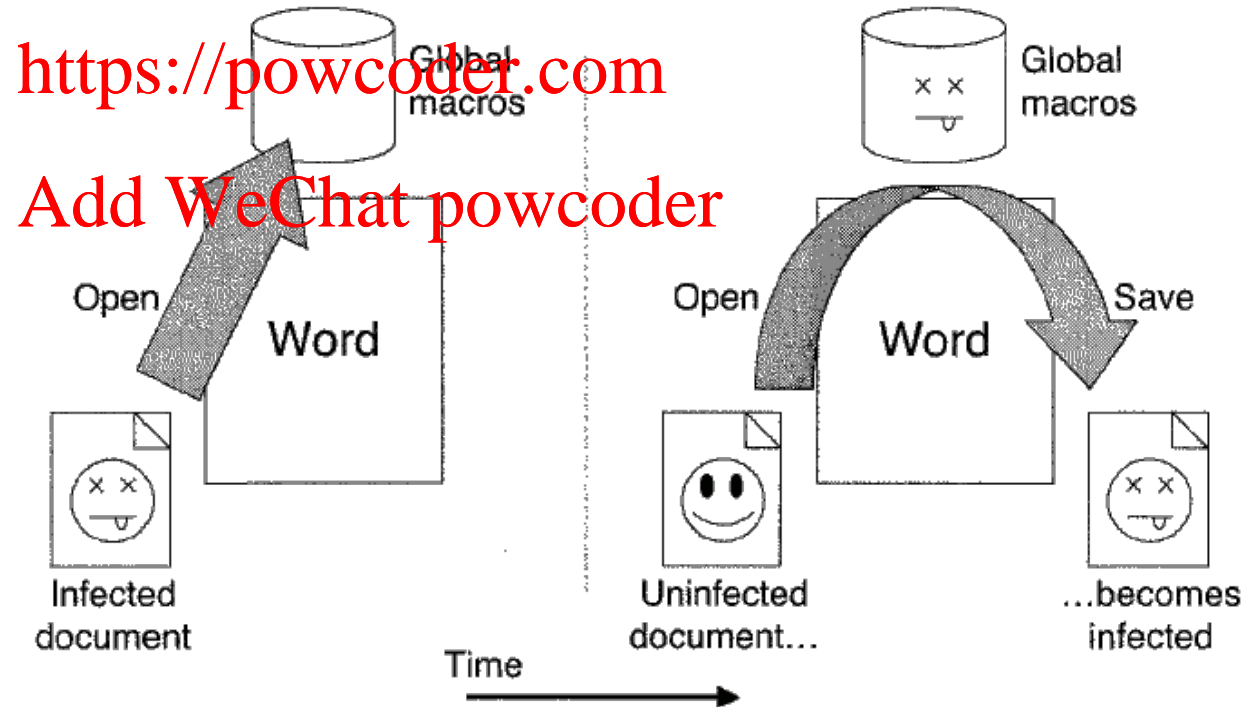 https://powcoder.com
Global
macros
Add WeChat powcoder
Open
Word
Infected
document
Global
macros
Open
Save
Word
Uninfected
document...
...becomes
infected
Time